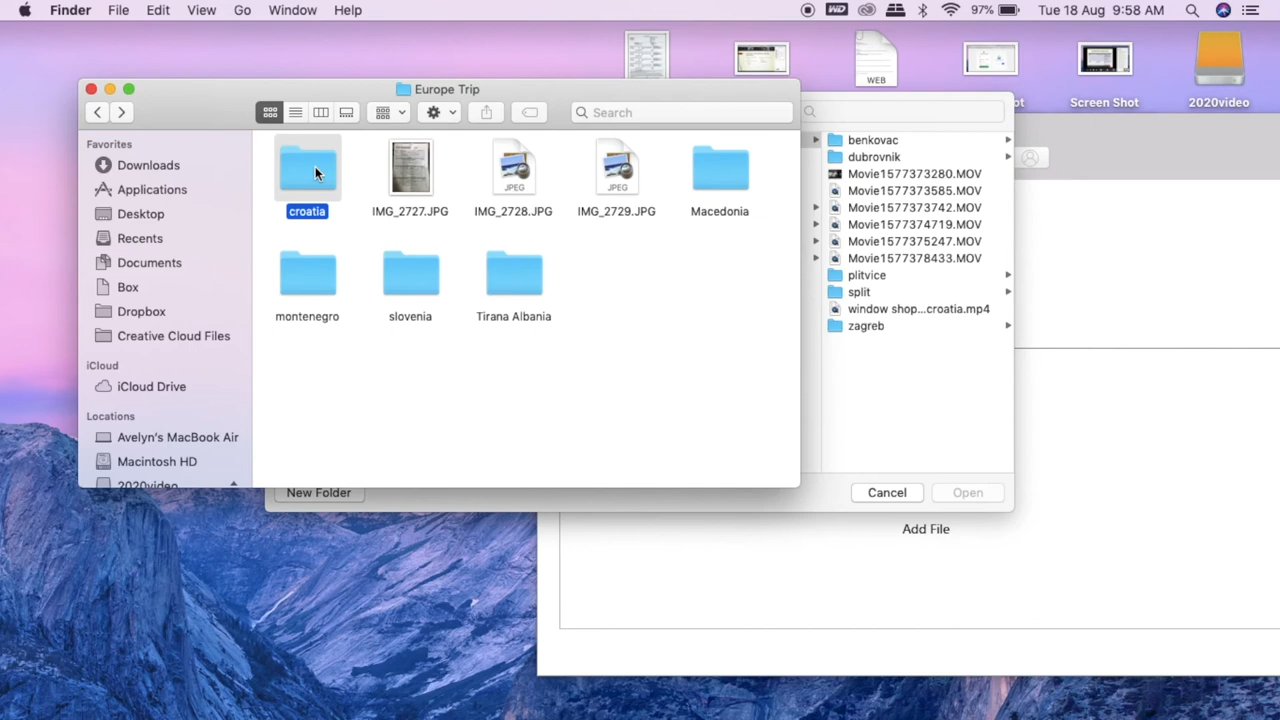 Finder File Edit View Go Window Help
WD 97% Tue 18 Aug 9:58 AM
WEB
Screen Shot
2020video
Europe Trip
Search
Favorites
Downloads
Applications
Desktop
Recents
Documents
Box
Dropbox
Creative Cloud Files
iCloud
iCloud Drive
Locations
Avelyn's MacBook Air
Macintosh HD
2020video
croatia
IMG_2727.JPG
JPEG
IMG_2728.JPG
JPEG
IMG_2729.JPG
Macedonia
montenegro
slovenia
Tirana Albania
benkovac
dubrovnik
Movie1577373280.MOV
Movie1577373585.MOV
Movie1577373742.MOV
Movie1577374719.MOV
Movie1577375247.MOV
Movie1577378433.MOV
plitvice
split
window shop...croatia.mp4
zagreb
New Folder
Cancel
Open
Add File